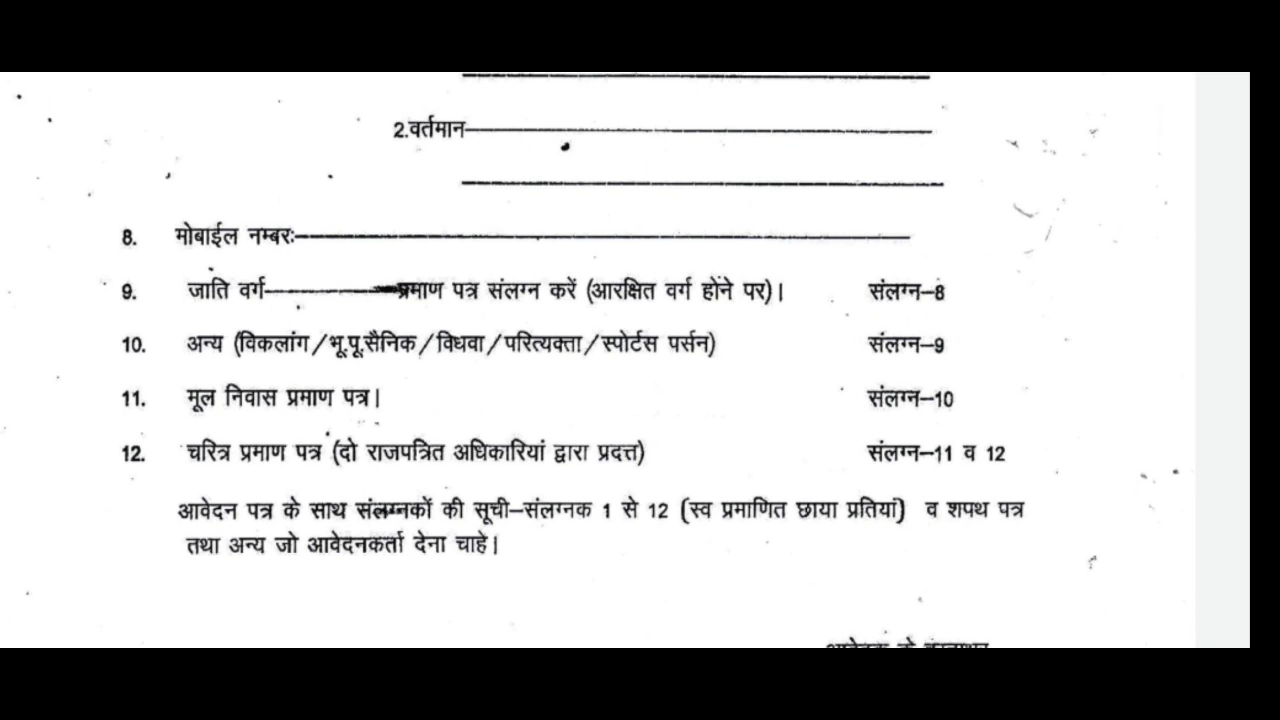 2.वर्तमान
8. मोबाईल नम्बरः
9. जाति वर्ग प्रमाण पत्र संलग्न करें (आरक्षित वर्ग होंने पर)। संलग्न–8
10. अन्य (विकलांग/भू.पू.सैनिक/विधवा/परित्यक्ता/स्पोर्टस पर्सन) संलग्न–9
11. मूल निवास प्रमाण पत्र। संलग्न–10
12. चरित्र प्रमाण पत्र (दो राजपत्रित अधिकारियां द्वारा प्रदत्त) संलग्न–11 व 12
आवेदन पत्र के साथ संलग्नकों की सूची–संलग्नक 1 से 12 (स्व प्रमाणित छाया प्रतियां) व शपथ पत्र
तथा अन्य जो आवेदनकर्ता देना चाहे।